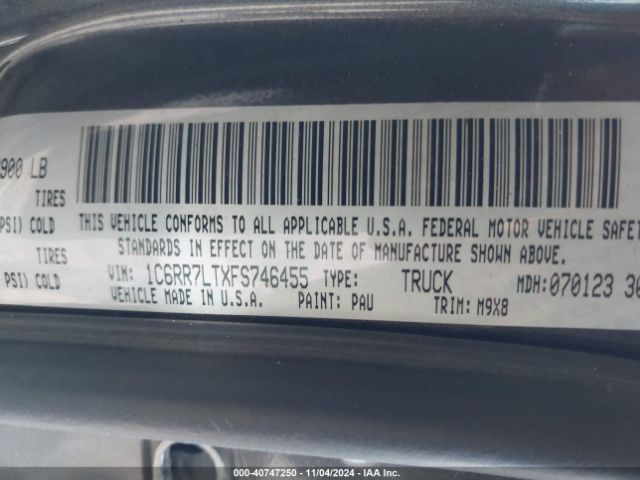 900 LB
TIRES
PSI) COLD
THIS VEHICLE CONFORMS TO ALL APPLICABLE U.S.A. FEDERAL MOTOR VEHICLE SAFET
TIRES
STANDARDS IN EFFECT ON THE DATE OF MANUFACTURE SHOWN ABOVE.
PSI) COLD
VIN: 1C6RR7LTXFS746455 TYPE: TRUCK MDH:070123 36
VEHICLE MADE IN U.S.A. PAINT: PAU TRIM: M9X8
000-40747250 - 11/04/2024 - IAA Inc.